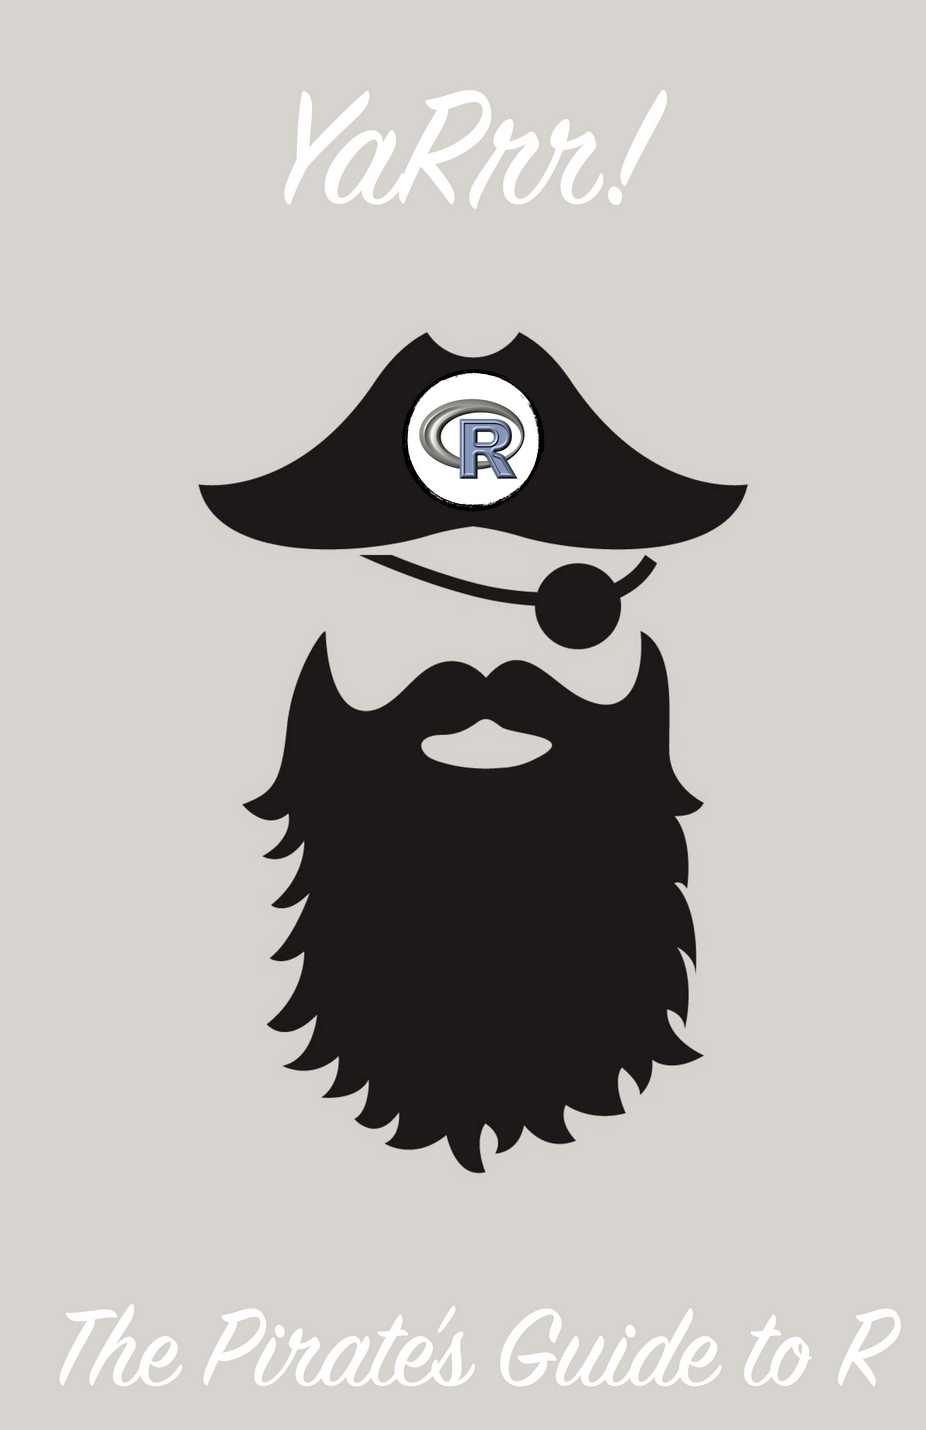 YaRrr!
R
The Pirate's Guide to R